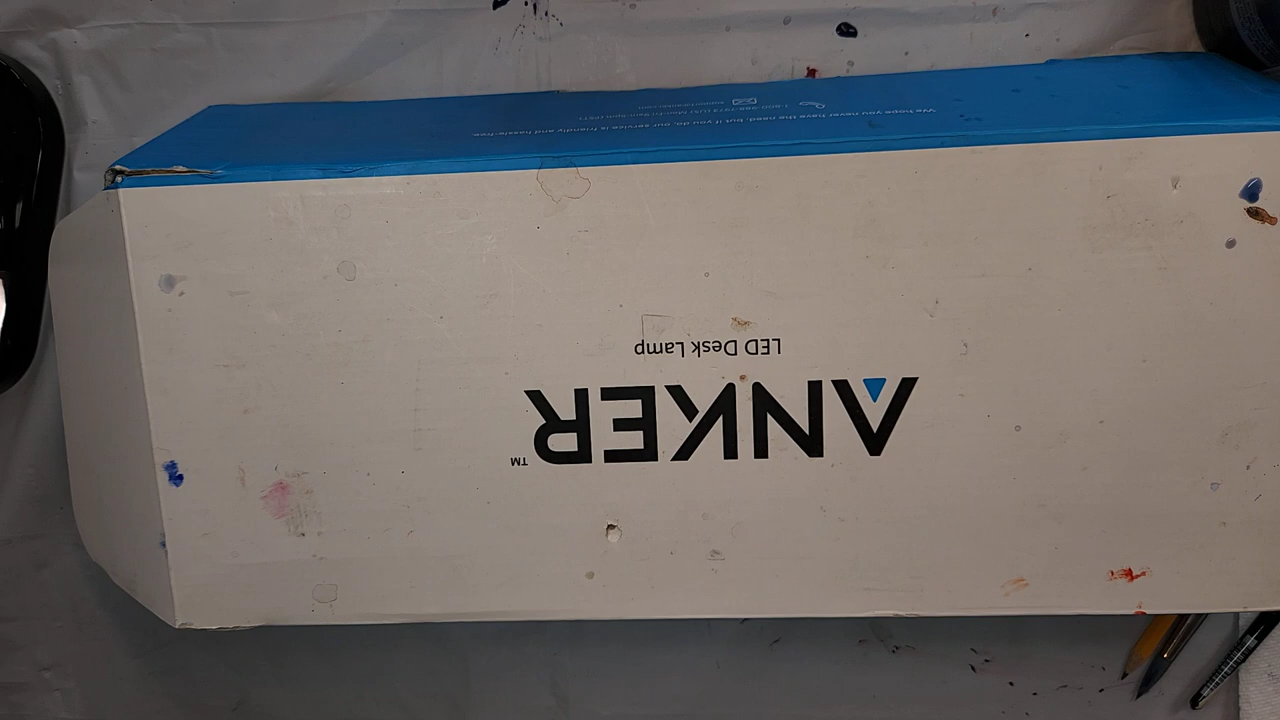 ANKER™
LED Desk Lamp
We hope you never have the need, but if you do, our service is friendly and hassle-free.